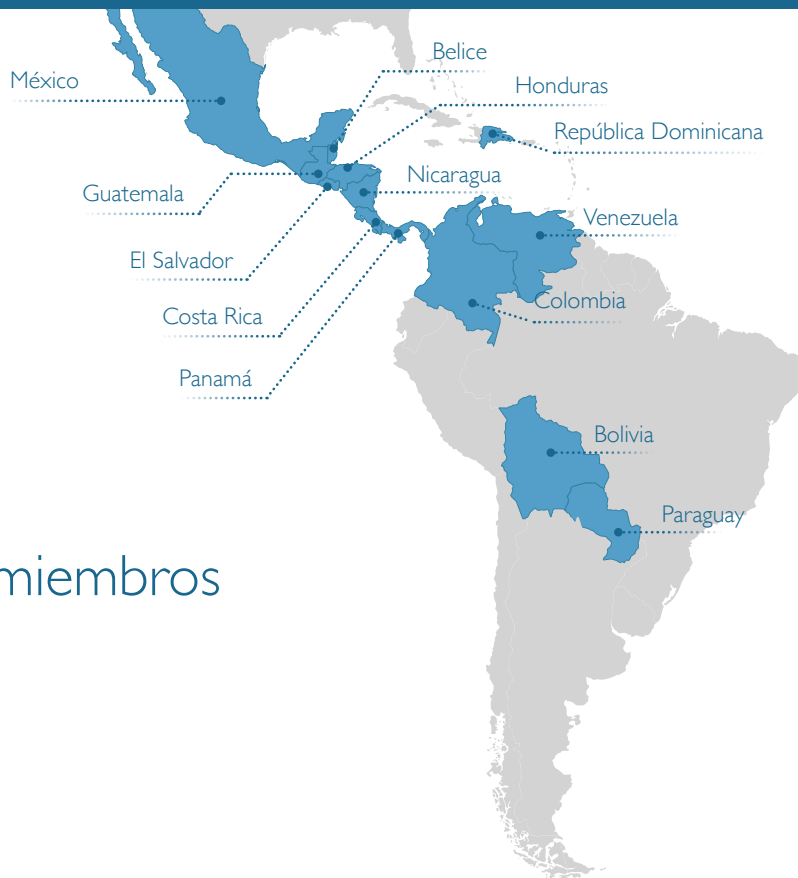 Belice
México
Honduras
República Dominicana
Nicaragua
Guatemala
Venezuela
El Salvador
Colombia
Costa Rica
Panamá
Bolivia
Paraguay
miembros